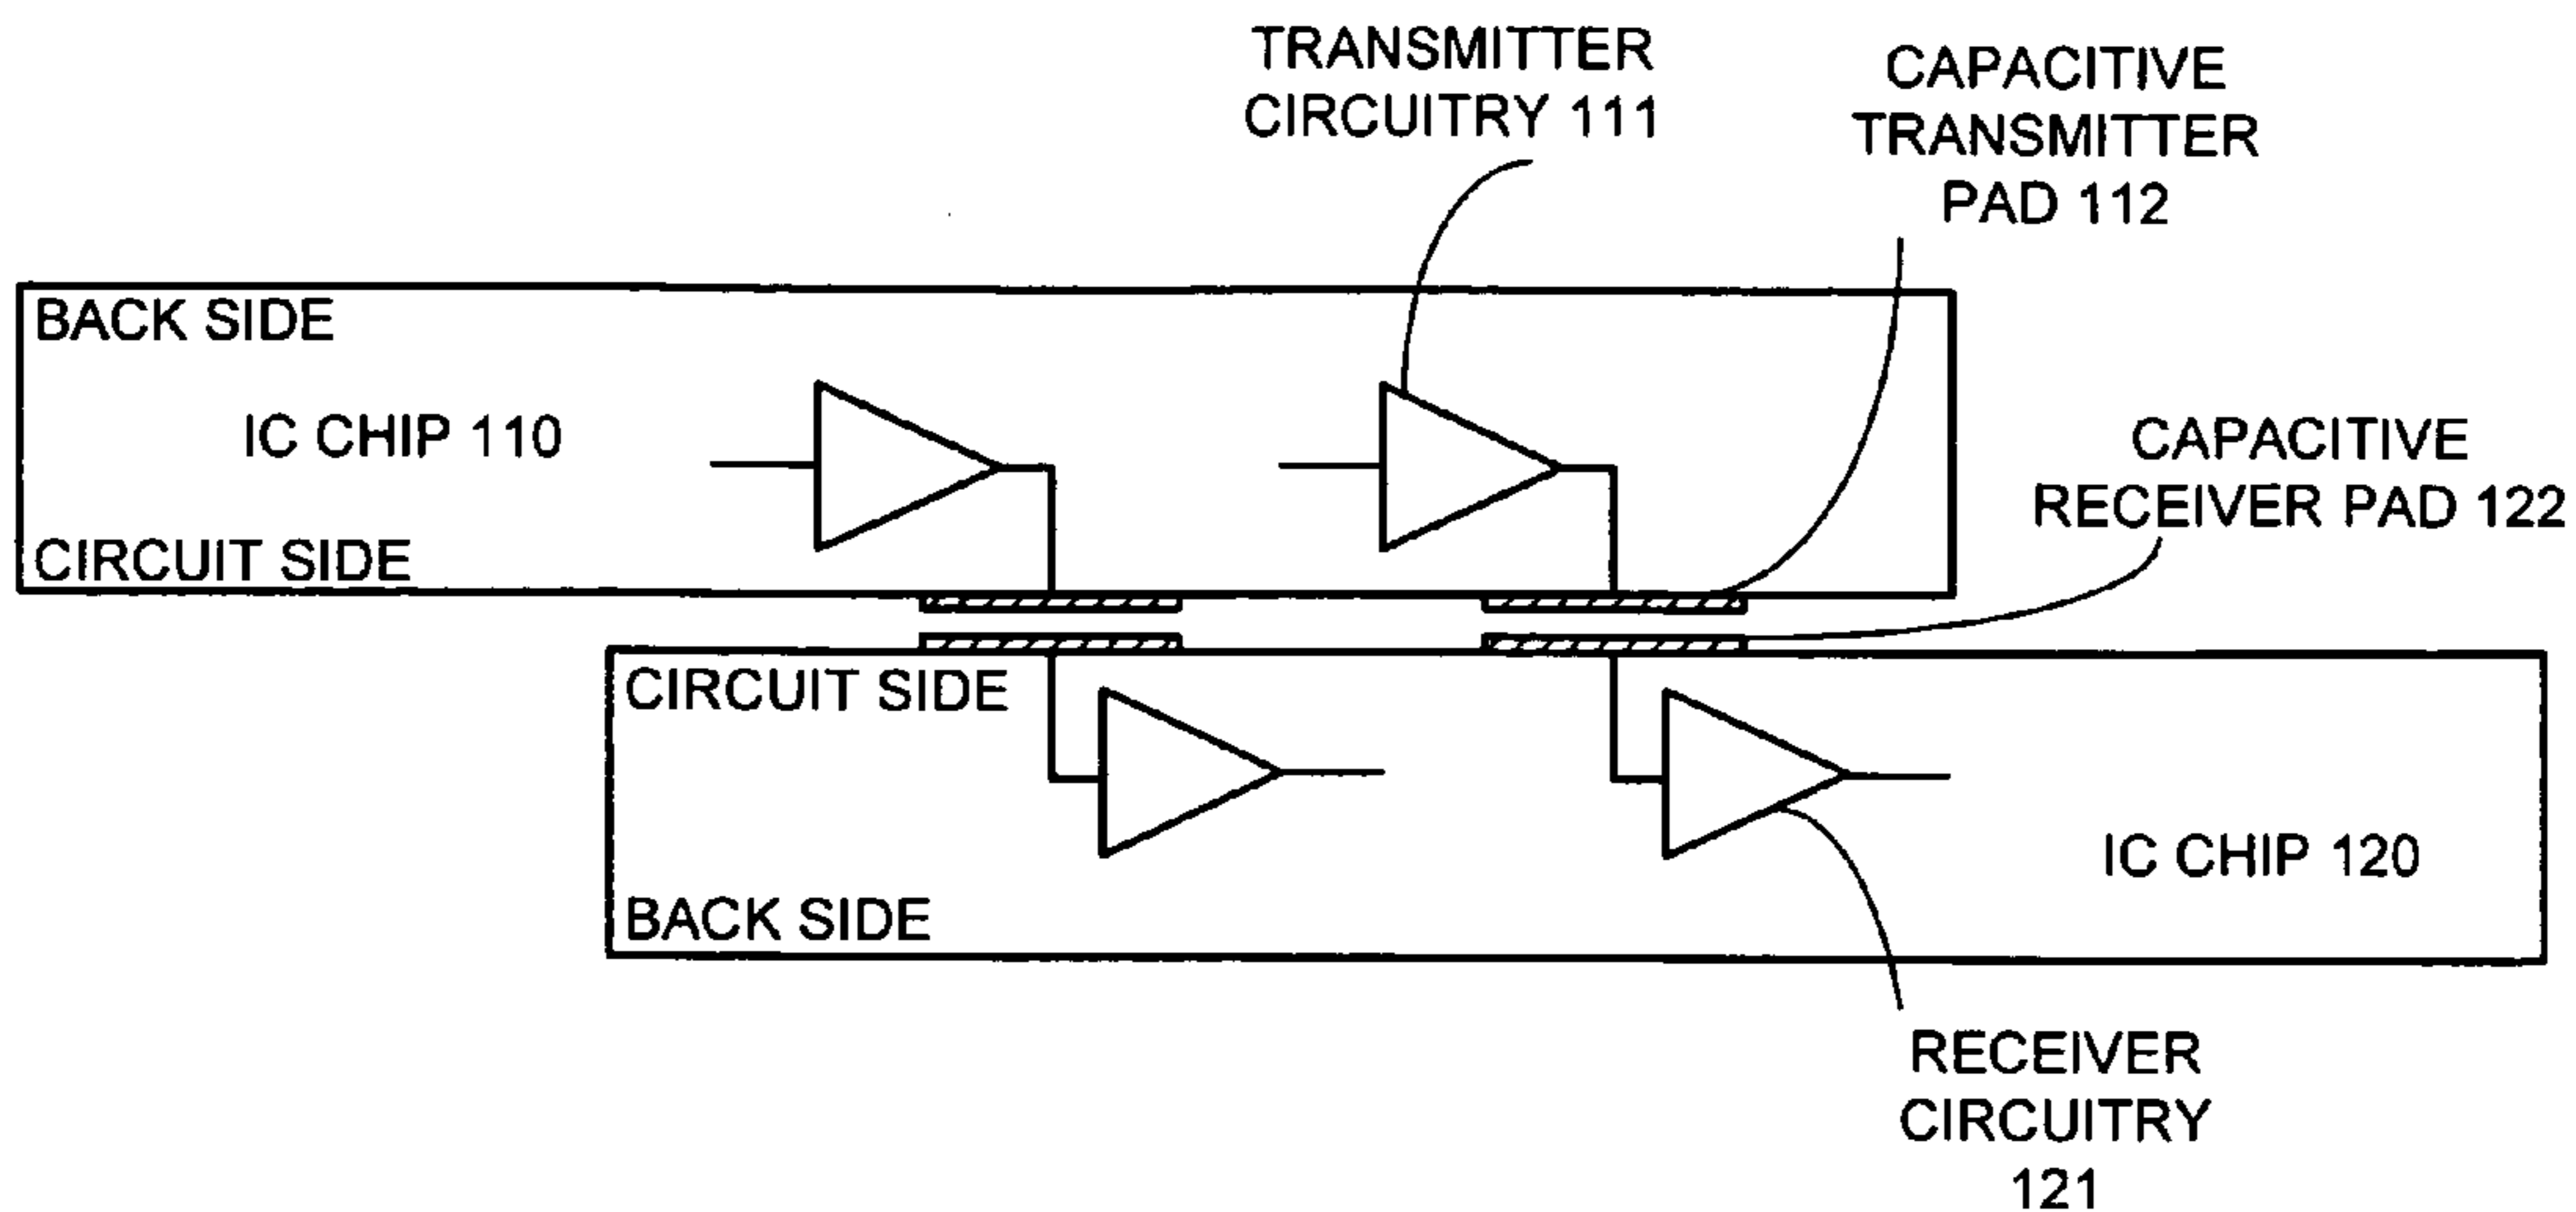 TRANSMITTER
CIRCUITRY 111
CAPACITIVE
TRANSMITTER
PAD 112
BACK SIDE
IC CHIP 110
CIRCUIT SIDE
CAPACITIVE
RECEIVER PAD 122
CIRCUIT SIDE
IC CHIP 120
BACK SIDE
RECEIVER
CIRCUITRY
121